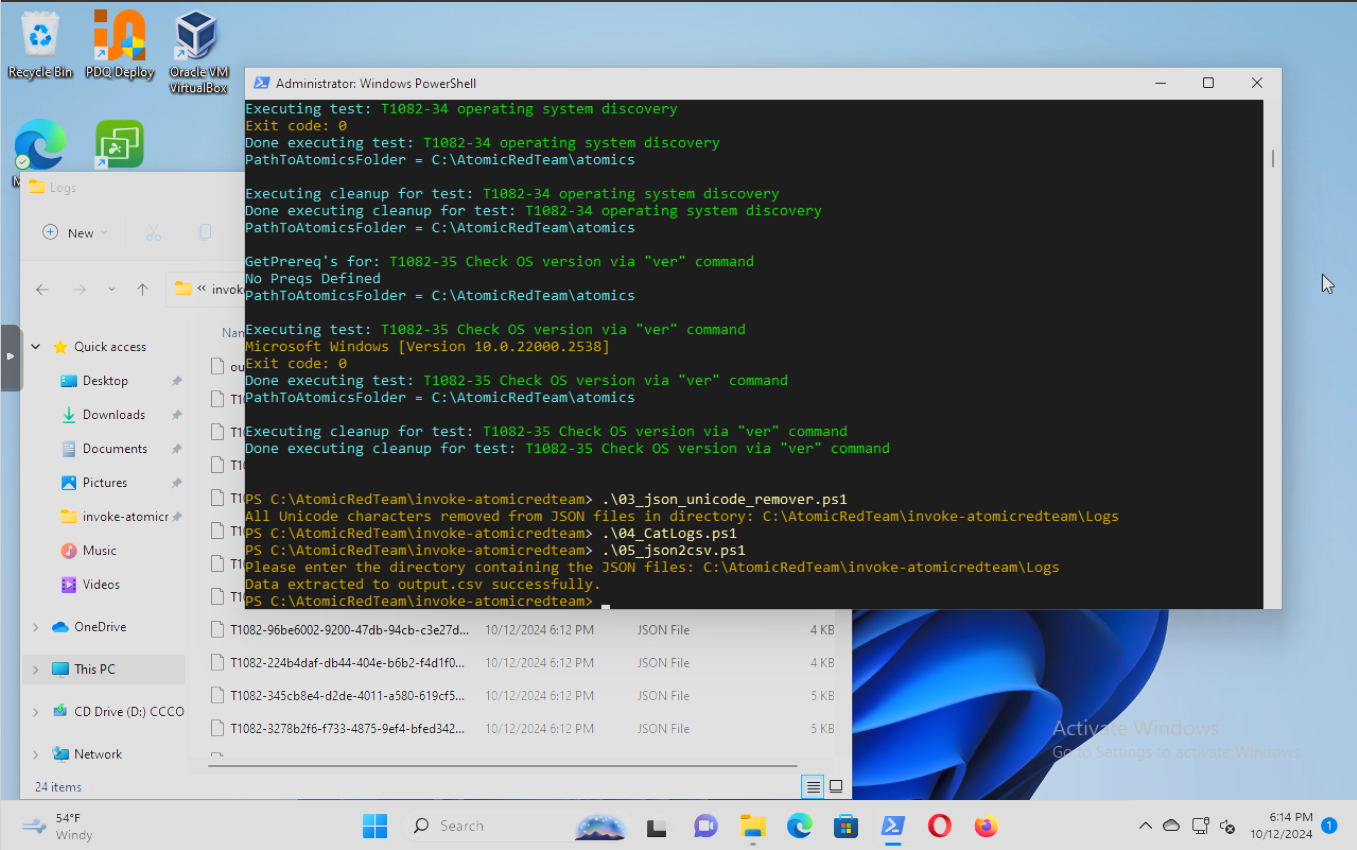 Recycle Bin
PDQ Deploy
Oracle VM
VirtualBox
Administrator: Windows PowerShell
Executing test: T1082-34 operating system discovery
Exit code: 0
Done executing test: T1082-34 operating system discovery
PathToAtomicsFolder = C:\AtomicRedTeam\atomics
Executing cleanup for test: T1082-34 operating system discovery
Done executing cleanup for test: T1082-34 operating system discovery
PathToAtomicsFolder = C:\AtomicRedTeam\atomics
GetPrereq's for: T1082-35 Check OS version via "ver" command
No Preqs Defined
PathToAtomicsFolder = C:\AtomicRedTeam\atomics
Executing test: T1082-35 Check OS version via "ver" command
Microsoft Windows [Version 10.0.22000.2538]
Exit code: 0
Done executing test: T1082-35 Check OS version via "ver" command
PathToAtomicsFolder = C:\AtomicRedTeam\atomics
Executing cleanup for test: T1082-35 Check OS version via "ver" command
Done executing cleanup for test: T1082-35 Check OS version via "ver" command
PS C:\AtomicRedTeam\invoke-atomicredteam> .\03_json_unicode_remover.ps1
All Unicode characters removed from JSON files in directory: C:\AtomicRedTeam\invoke-atomicredteam\Logs
PS C:\AtomicRedTeam\invoke-atomicredteam> .\04_CatLogs.ps1
PS C:\AtomicRedTeam\invoke-atomicredteam> .\05_json2csv.ps1
Please enter the directory containing the JSON files: C:\AtomicRedTeam\invoke-atomicredteam\Logs
Data extracted to output.csv successfully.
PS C:\AtomicRedTeam\invoke-atomicredteam>
Logs
New
« invok
Quick access
Desktop
Downloads
Documents
Pictures
invoke-atomicr
Music
Videos
OneDrive
This PC
CD Drive (D:) CCCO
Network
24 items
T1082-96be6002-9200-47db-94cb-c3e27d... 10/12/2024 6:12 PM JSON File 4 KB
T1082-224b4daf-db44-404e-b6b2-f4d1f0... 10/12/2024 6:12 PM JSON File 4 KB
T1082-345cb8e4-d2de-4011-a580-619cf5... 10/12/2024 6:12 PM JSON File 5 KB
T1082-3278b2f6-f733-4875-9ef4-bfed342... 10/12/2024 6:12 PM JSON File 5 KB
Activate Windows
Go to Settings to activate Windows.
54°F
Windy
Search
6:14 PM
10/12/2024
1